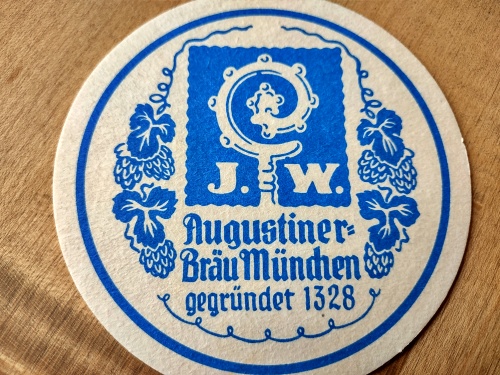 J. W.
Augustiner-
Bräu München
gegründet 1328